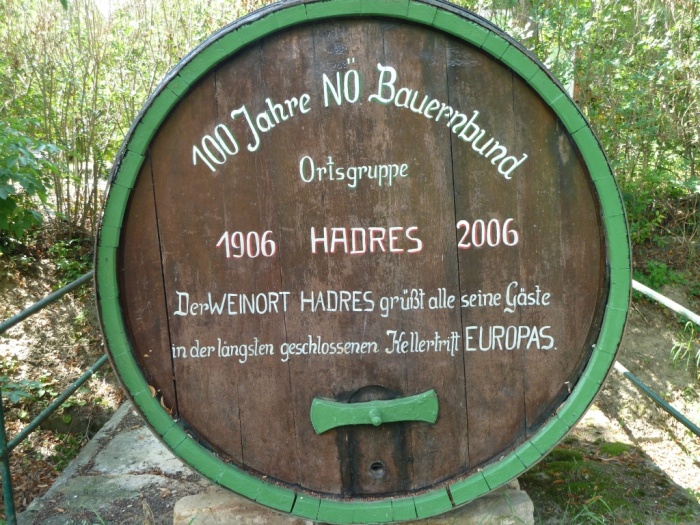 100 Jahre NÖ Bauernbund
Ortsgruppe
1906 HADRES 2006
Der WEINORT HADRES grüßt alle seine Gäste
in der längsten geschlossenen Kellertrift EUROPAS.